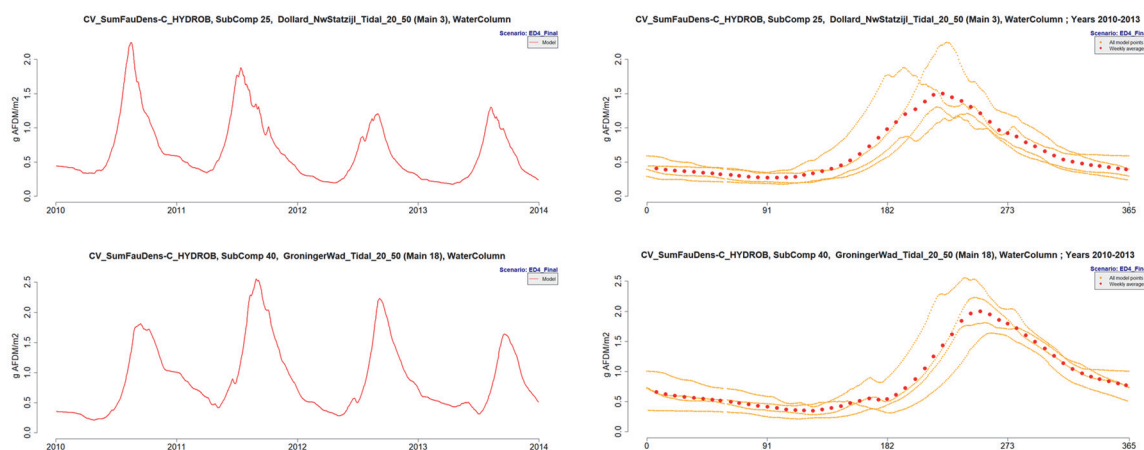 CV_SumFauDens-C_HYDROB, SubComp 25, Dollard_NwStatzijl_Tidal_20_50 (Main 3), WaterColumn
Scenario: ED4_Final
Model
g AFDM/m2
0.0 0.5 1.0 1.5 2.0
2010 2011 2012 2013 2014
CV_SumFauDens-C_HYDROB, SubComp 25, Dollard_NwStatzijl_Tidal_20_50 (Main 3), WaterColumn ; Years 2010-2013
Scenario: ED4_Final
All model points
Weekly average
g AFDM/m2
0.0 0.5 1.0 1.5 2.0
0 91 182 273 365
CV_SumFauDens-C_HYDROB, SubComp 40, GroningerWad_Tidal_20_50 (Main 18), WaterColumn
Scenario: ED4_Final
Model
g AFDM/m2
0.0 0.5 1.0 1.5 2.0 2.5
2010 2011 2012 2013 2014
CV_SumFauDens-C_HYDROB, SubComp 40, GroningerWad_Tidal_20_50 (Main 18), WaterColumn ; Years 2010-2013
Scenario: ED4_Final
All model points
Weekly average
g AFDM/m2
0.0 0.5 1.0 1.5 2.0 2.5
0 91 182 273 365